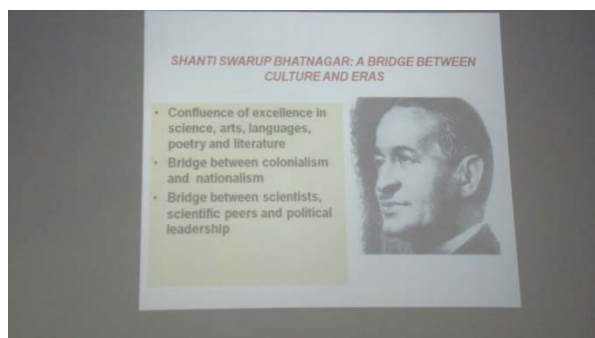 SHANTI SWARUP BHATNAGAR: A BRIDGE BETWEEN
CULTURE AND ERAS
• Confluence of excellence in
science, arts, languages,
poetry and literature
• Bridge between colonialism
and nationalism
• Bridge between scientists,
scientific peers and political
leadership